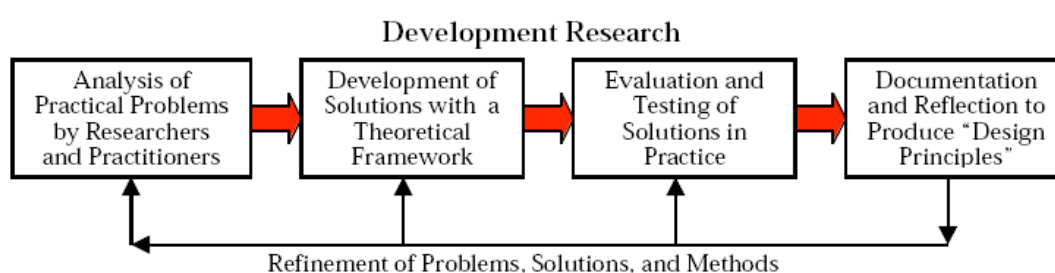 Development Research
Analysis of
Practical Problems
by Researchers
and Practitioners
Development of
Solutions with a
Theoretical
Framework
Evaluation and
Testing of
Solutions in
Practice
Documentation
and Reflection to
Produce “Design
Principles”
Refinement of Problems, Solutions, and Methods